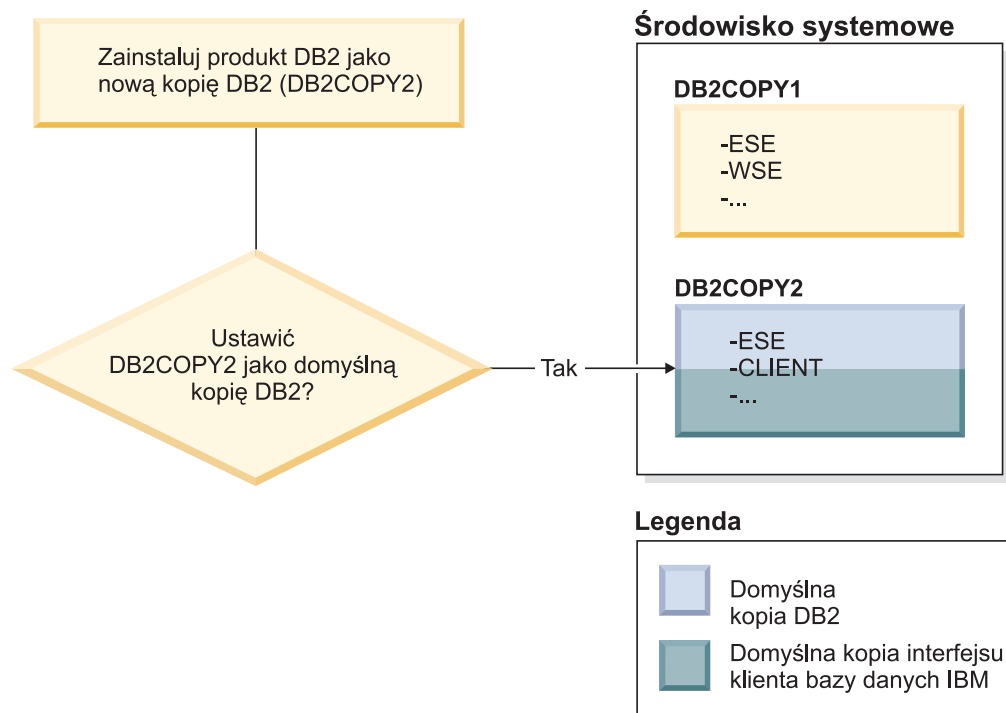 Zainstaluj produkt DB2 jako
nową kopię DB2 (DB2COPY2)
Ustawić
DB2COPY2 jako domyślną
kopię DB2?
Tak
Środowisko systemowe
DB2COPY1
-ESE
-WSE
-...
DB2COPY2
-ESE
-CLIENT
-...
Legenda
Domyślna
kopia DB2
Domyślna kopia interfejsu
klienta bazy danych IBM